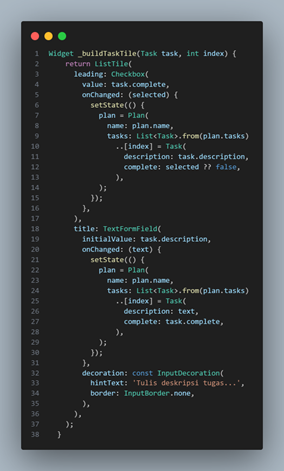 1 Widget _buildTaskTile(Task task, int index) {
2     return ListTile(
3       leading: Checkbox(
4         value: task.complete,
5         onChanged: (selected) {
6           setState(() {
7             plan = Plan(
8               name: plan.name,
9               tasks: List<Task>.from(plan.tasks)
10                ..[index] = Task(
11                  description: task.description,
12                  complete: selected ?? false,
13                ),
14            );
15          });
16        },
17      ),
18      title: TextFormField(
19        initialValue: task.description,
20        onChanged: (text) {
21          setState(() {
22            plan = Plan(
23              name: plan.name,
24              tasks: List<Task>.from(plan.tasks)
25                ..[index] = Task(
26                  description: text,
27                  complete: task.complete,
28                ),
29            );
30          });
31        },
32        decoration: const InputDecoration(
33          hintText: 'Tulis deskripsi tugas...',
34          border: InputBorder.none,
35        ),
36      ),
37    );
38  }